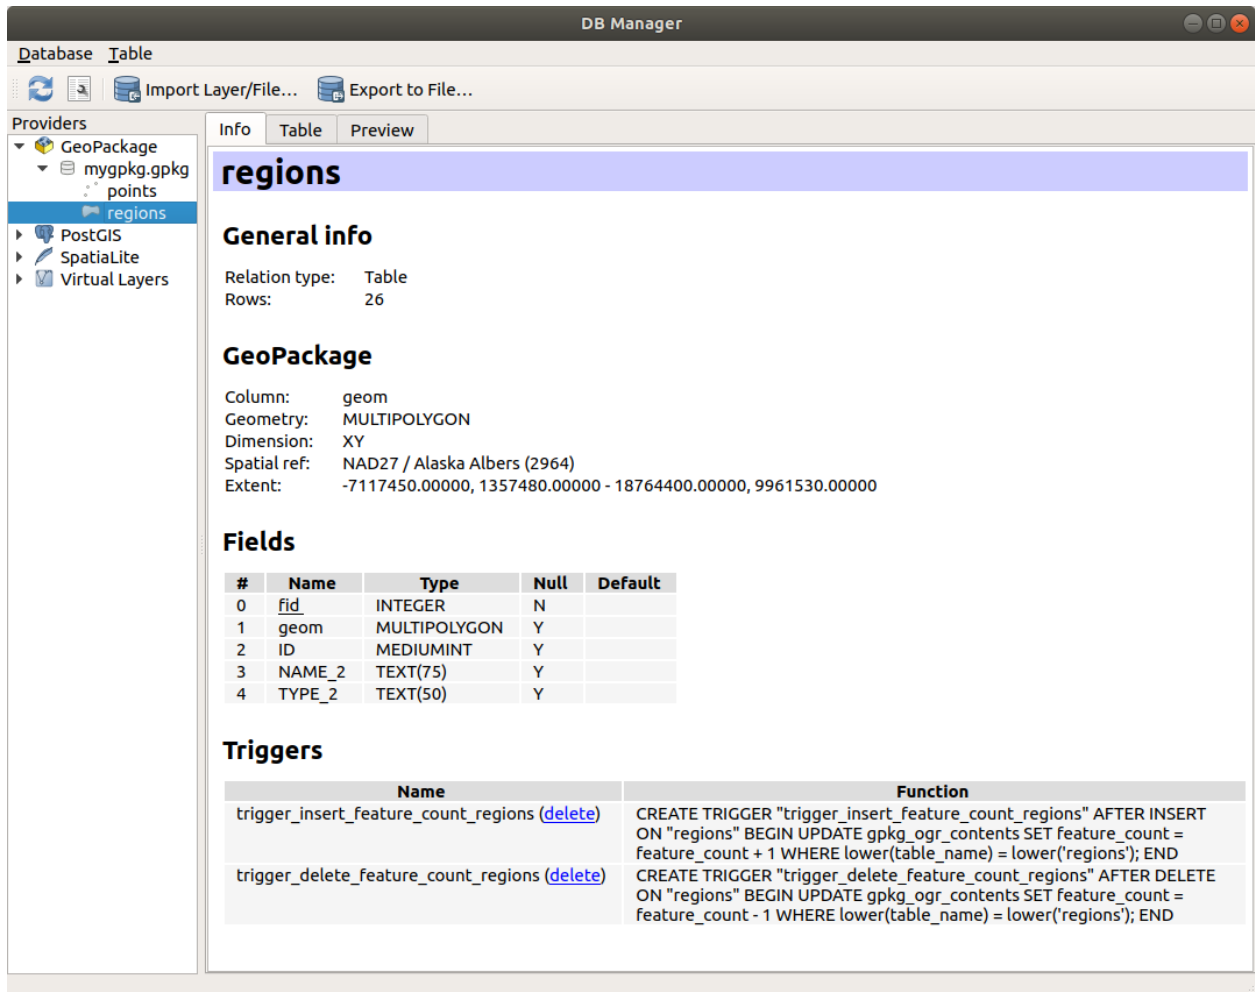 DB Manager
Database Table
Import Layer/File... Export to File...
Providers
GeoPackage
mygpkg.gpkg
points
regions
PostGIS
SpatiaLite
Virtual Layers
Info Table Preview
regions
General info
Relation type: Table
Rows: 26
GeoPackage
Column: geom
Geometry: MULTIPOLYGON
Dimension: XY
Spatial ref: NAD27 / Alaska Albers (2964)
Extent: -7117450.00000, 1357480.00000 - 18764400.00000, 9961530.00000
Fields
# Name Type Null Default
0 fid INTEGER N
1 geom MULTIPOLYGON Y
2 ID MEDIUMINT Y
3 NAME_2 TEXT(75) Y
4 TYPE_2 TEXT(50) Y
Triggers
Name Function
trigger_insert_feature_count_regions (delete) CREATE TRIGGER "trigger_insert_feature_count_regions" AFTER INSERT
ON "regions" BEGIN UPDATE gpkg_ogr_contents SET feature_count =
feature_count + 1 WHERE lower(table_name) = lower('regions'); END
trigger_delete_feature_count_regions (delete) CREATE TRIGGER "trigger_delete_feature_count_regions" AFTER DELETE
ON "regions" BEGIN UPDATE gpkg_ogr_contents SET feature_count =
feature_count - 1 WHERE lower(table_name) = lower('regions'); END